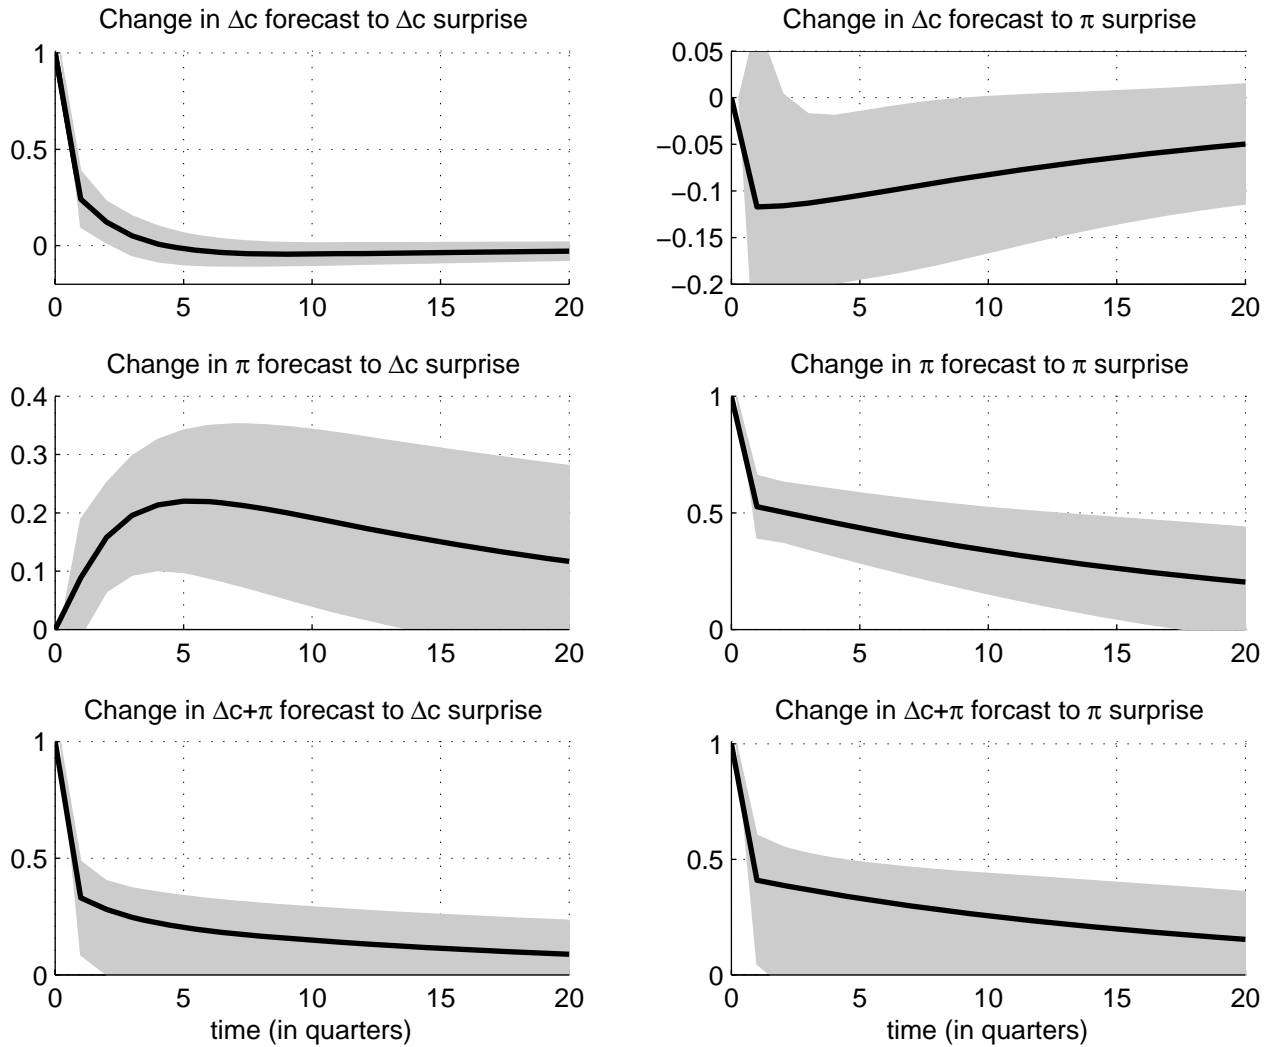 Change in Δc forecast to Δc surprise
1
0.5
0
0 5 10 15 20
Change in Δc forecast to π surprise
0.05
0
−0.05
−0.1
−0.15
−0.2
0 5 10 15 20
Change in π forecast to Δc surprise
0.4
0.3
0.2
0.1
0
0 5 10 15 20
Change in π forecast to π surprise
1
0.5
0
0 5 10 15 20
Change in Δc+π forecast to Δc surprise
1
0.5
0
0 5 10 15 20
time (in quarters)
Change in Δc+π forcast to π surprise
1
0.5
0
0 5 10 15 20
time (in quarters)